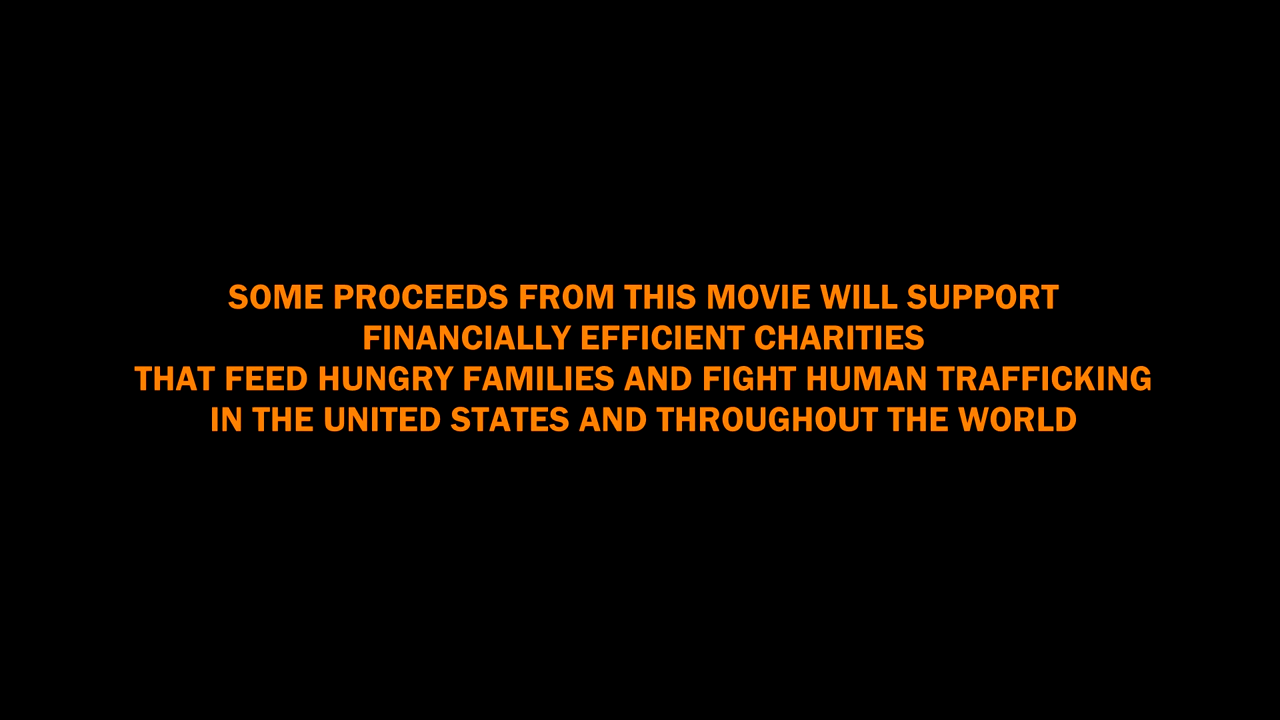 SOME PROCEEDS FROM THIS MOVIE WILL SUPPORT
FINANCIALLY EFFICIENT CHARITIES
THAT FEED HUNGRY FAMILIES AND FIGHT HUMAN TRAFFICKING
IN THE UNITED STATES AND THROUGHOUT THE WORLD